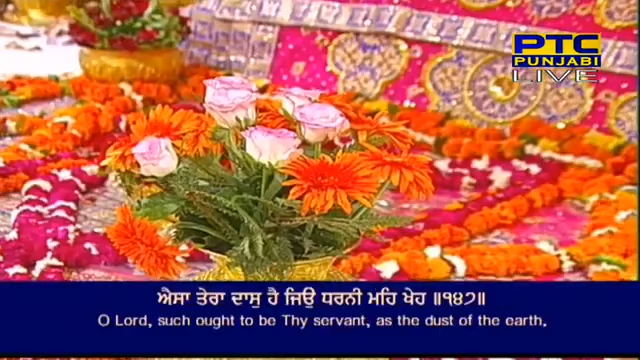 PTC
PUNJABI
LIVE
ਐਸਾ ਤੇਰਾ ਦਾਸੁ ਹੈ ਜਿਉ ਧਰਨੀ ਮਹਿ ਖੇਹ ॥੧੪੭॥
O Lord, such ought to be Thy servant, as the dust of the earth.